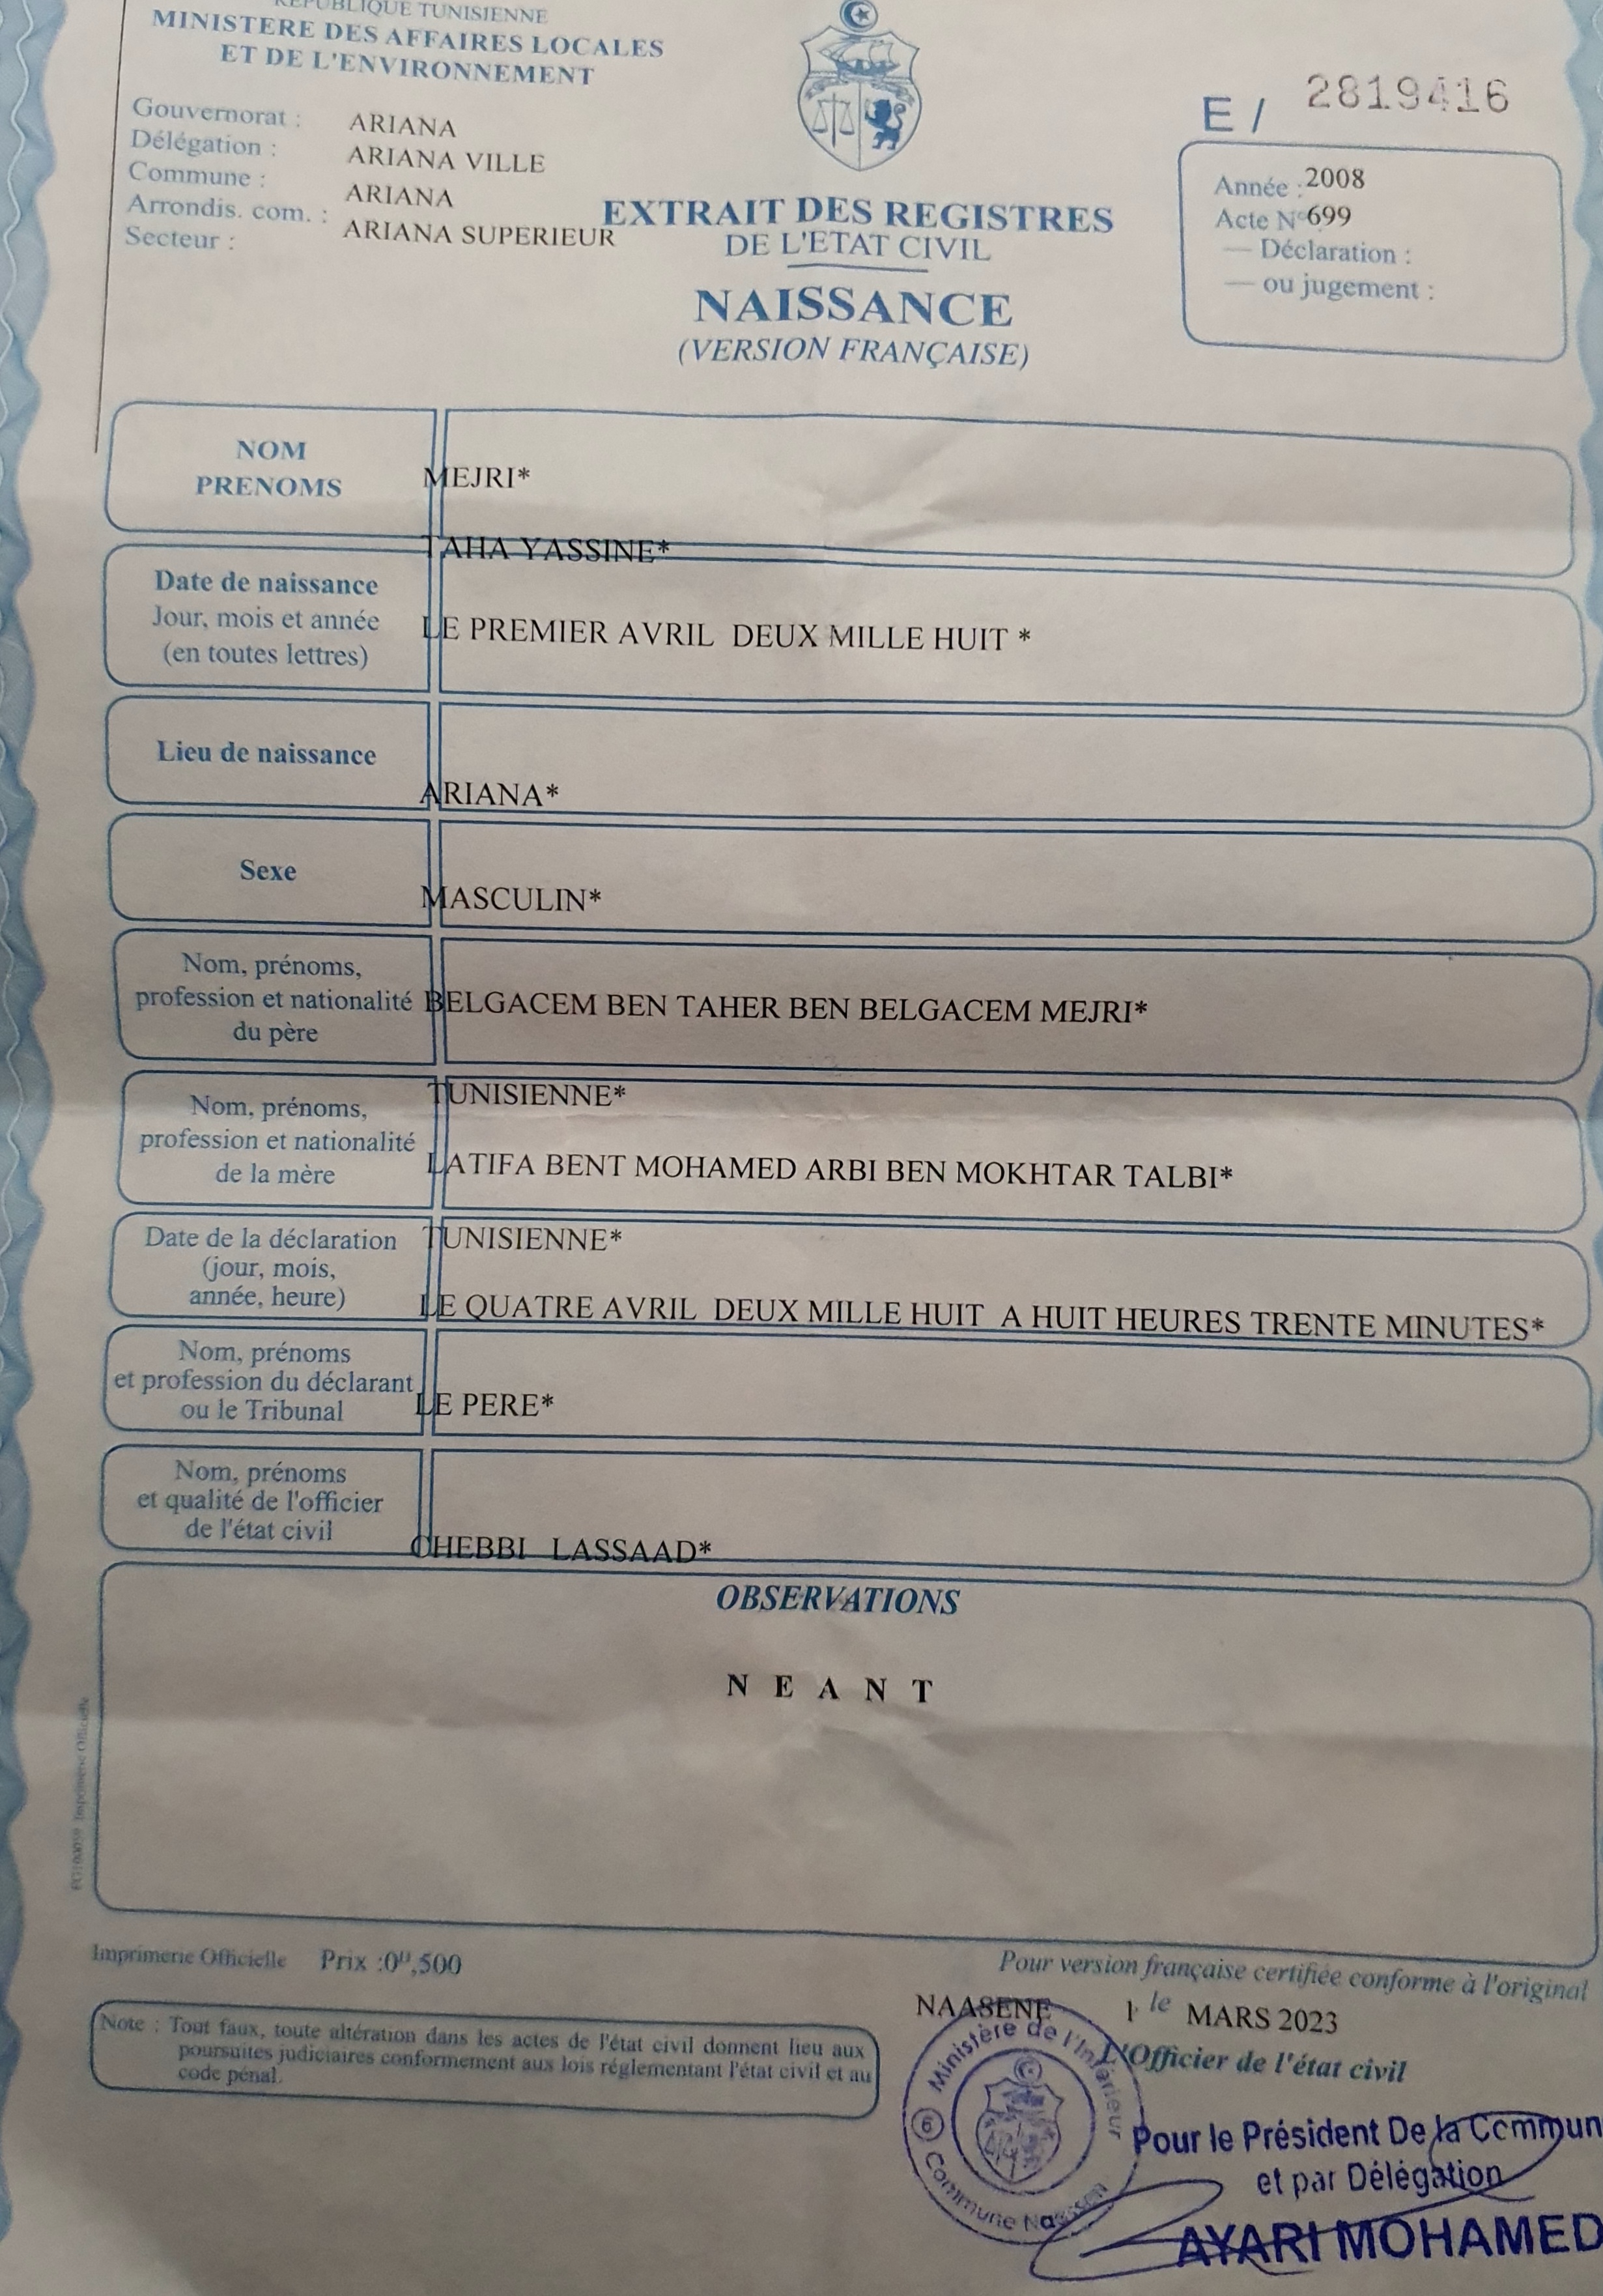 REPUBLIQUE TUNISIENNE
MINISTERE DES AFFAIRES LOCALES
ET DE L'ENVIRONNEMENT
Gouvernorat : ARIANA
Délégation : ARIANA VILLE
Commune : ARIANA
Arrondis. com. : ARIANA SUPERIEUR
Secteur :
E / 2819416
Année : 2008
Acte N° 699
— Déclaration :
— ou jugement :
EXTRAIT DES REGISTRES
DE L'ETAT CIVIL
NAISSANCE
(VERSION FRANÇAISE)
NOM
PRENOMS
MEJRI*
TAHA YASSINE*
Date de naissance
Jour, mois et année
(en toutes lettres)
LE PREMIER AVRIL DEUX MILLE HUIT *
Lieu de naissance
ARIANA*
Sexe
MASCULIN*
Nom, prénoms,
profession et nationalité
du père
BELGACEM BEN TAHER BEN BELGACEM MEJRI*
TUNISIENNE*
Nom, prénoms,
profession et nationalité
de la mère
LATIFA BENT MOHAMED ARBI BEN MOKHTAR TALBI*
TUNISIENNE*
Date de la déclaration
(jour, mois,
année, heure)
LE QUATRE AVRIL DEUX MILLE HUIT A HUIT HEURES TRENTE MINUTES*
Nom, prénoms
et profession du déclarant
ou le Tribunal
LE PERE*
Nom, prénoms
et qualité de l'officier
de l'état civil
CHEBBI LASSAAD*
OBSERVATIONS
N E A N T
Imprimerie Officielle
Imprimerie Officielle Prix :0ᴰ,500
Note : Tout faux, toute altération dans les actes de l'état civil donnent lieu aux
poursuites judiciaires conformement aux lois réglementant l'état civil et au
code pénal.
Pour version française certifiée conforme à l'original
NAASENE 1 le MARS 2023
L'Officier de l'état civil
Ministère de l'Intérieur
6
Commune Naassen
Pour le Président De la Commun
et par Délégation
AYARI MOHAMED